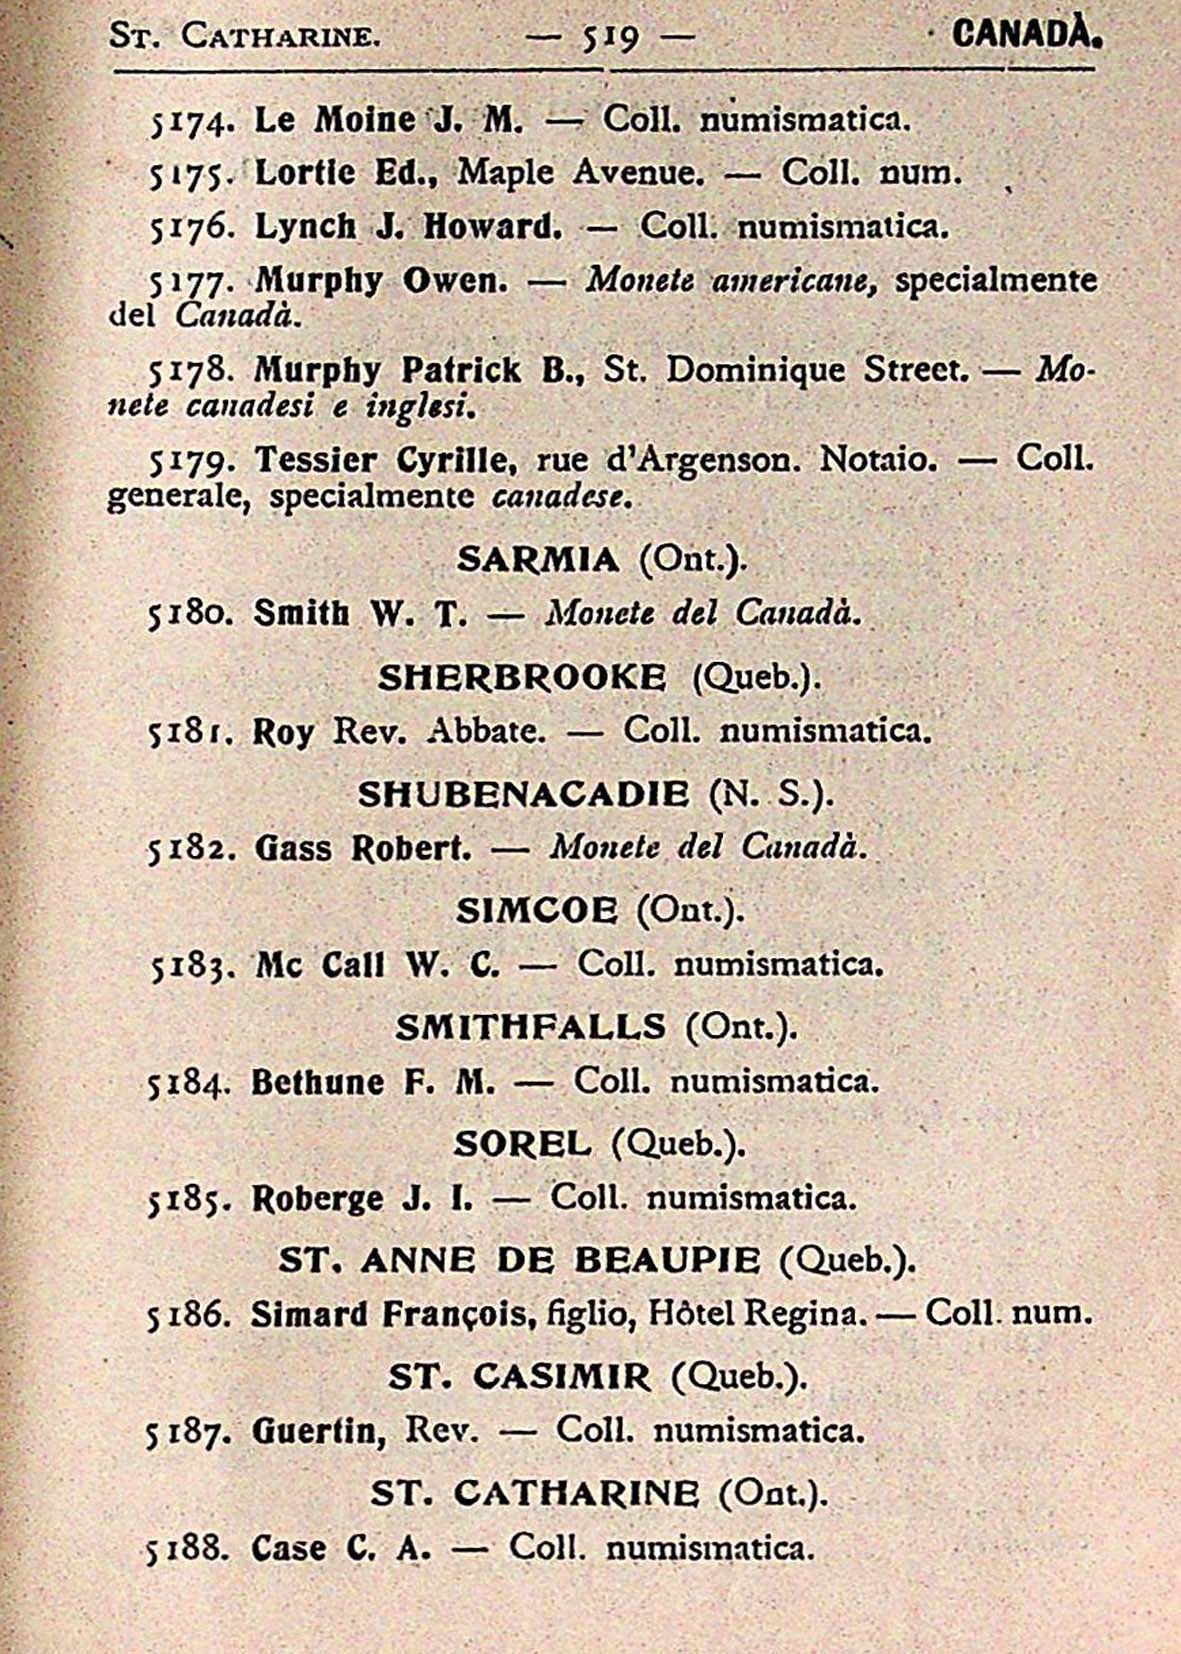 St. Catharine. — 519 — CANADÀ.
5174. Le Moine J. M. — Coll. numismatica.
5175. Lortie Ed., Maple Avenue. — Coll. num.
5176. Lynch J. Howard. — Coll. numismatica.
5177. Murphy Owen. — Monete americane, specialmente
del Canadà.
5178. Murphy Patrick B., St. Dominique Street. — Mo-
nete canadesi e inglesi.
5179. Tessier Cyrille, rue d'Argenson. Notaio. — Coll.
generale, specialmente canadese.
SARMIA (Ont.).
5180. Smith W. T. — Monete del Canadà.
SHERBROOKE (Queb.).
5181. Roy Rev. Abbate. — Coll. numismatica.
SHUBENACADIE (N. S.).
5182. Gass Robert. — Monete del Canadà.
SIMCOE (Ont.).
5183. Mc Call W. C. — Coll. numismatica.
SMITHFALLS (Ont.).
5184. Bethune F. M. — Coll. numismatica.
SOREL (Queb.).
5185. Roberge J. I. — Coll. numismatica.
ST. ANNE DE BEAUPIE (Queb.).
5186. Simard François, figlio, Hôtel Regina. — Coll. num.
ST. CASIMIR (Queb.).
5187. Guertin, Rev. — Coll. numismatica.
ST. CATHARINE (Ont.).
5188. Case C. A. — Coll. numismatica.